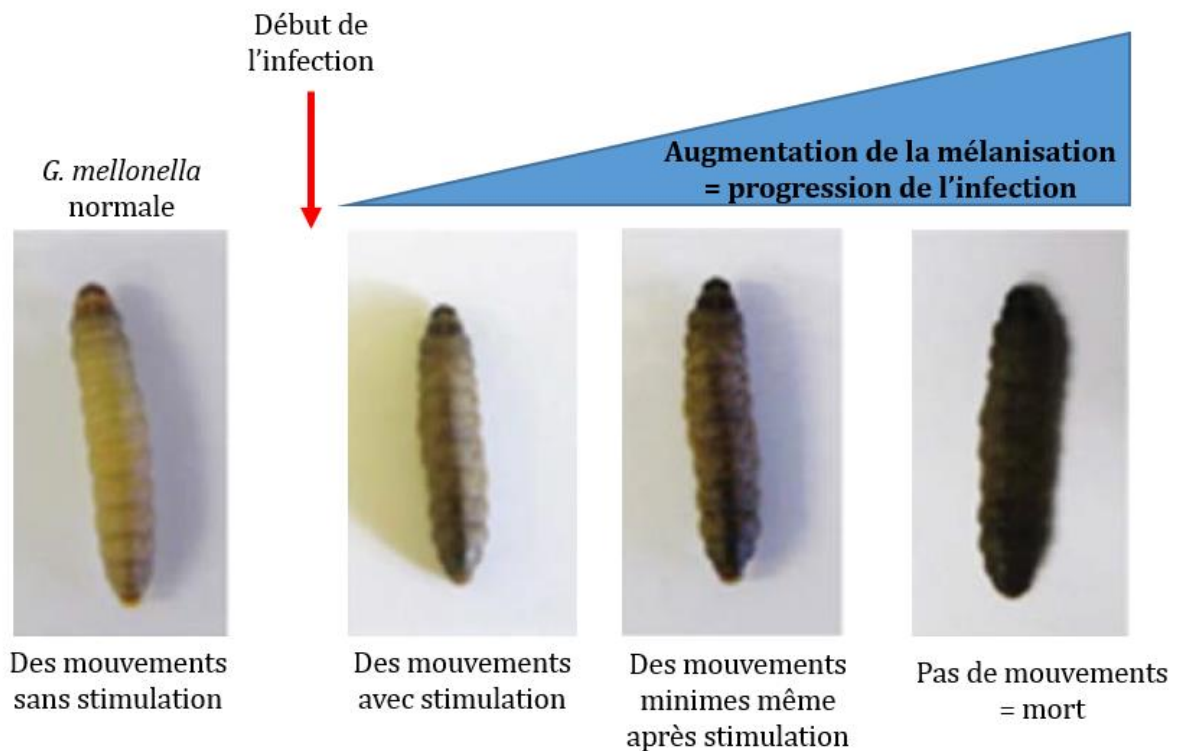 Début de
l'infection
G. mellonella
normale
Augmentation de la mélanisation
= progression de l'infection
Des mouvements
sans stimulation
Des mouvements
avec stimulation
Des mouvements
minimes même
après stimulation
Pas de mouvements
= mort